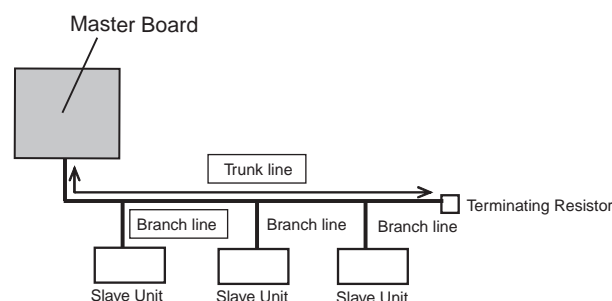 Master Board
Trunk line
Terminating Resistor
Branch line
Branch line
Branch line
Slave Unit
Slave Unit
Slave Unit